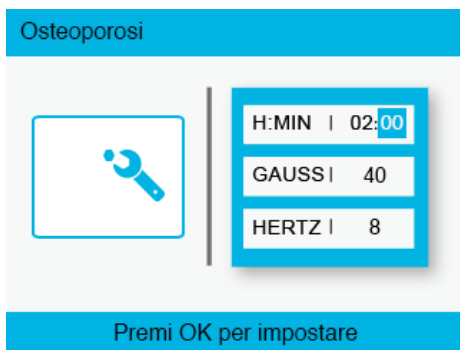 Osteoporosi
H:MIN | 02:00
GAUSS | 40
HERTZ | 8
Premi OK per impostare